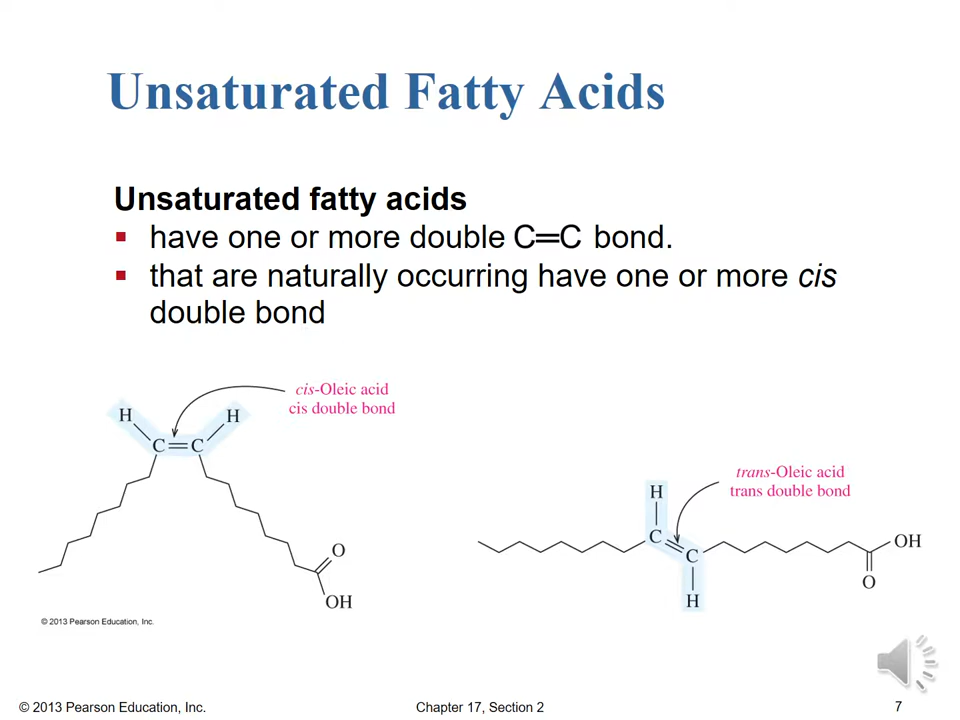 Unsaturated Fatty Acids
Unsaturated fatty acids
▪ have one or more double C═C bond.
▪ that are naturally occurring have one or more cis
double bond
cis-Oleic acid
cis double bond
H H
C=C
O
OH
© 2013 Pearson Education, Inc.
trans-Oleic acid
trans double bond
H
C
C
H
OH
O
© 2013 Pearson Education, Inc.
Chapter 17, Section 2
7